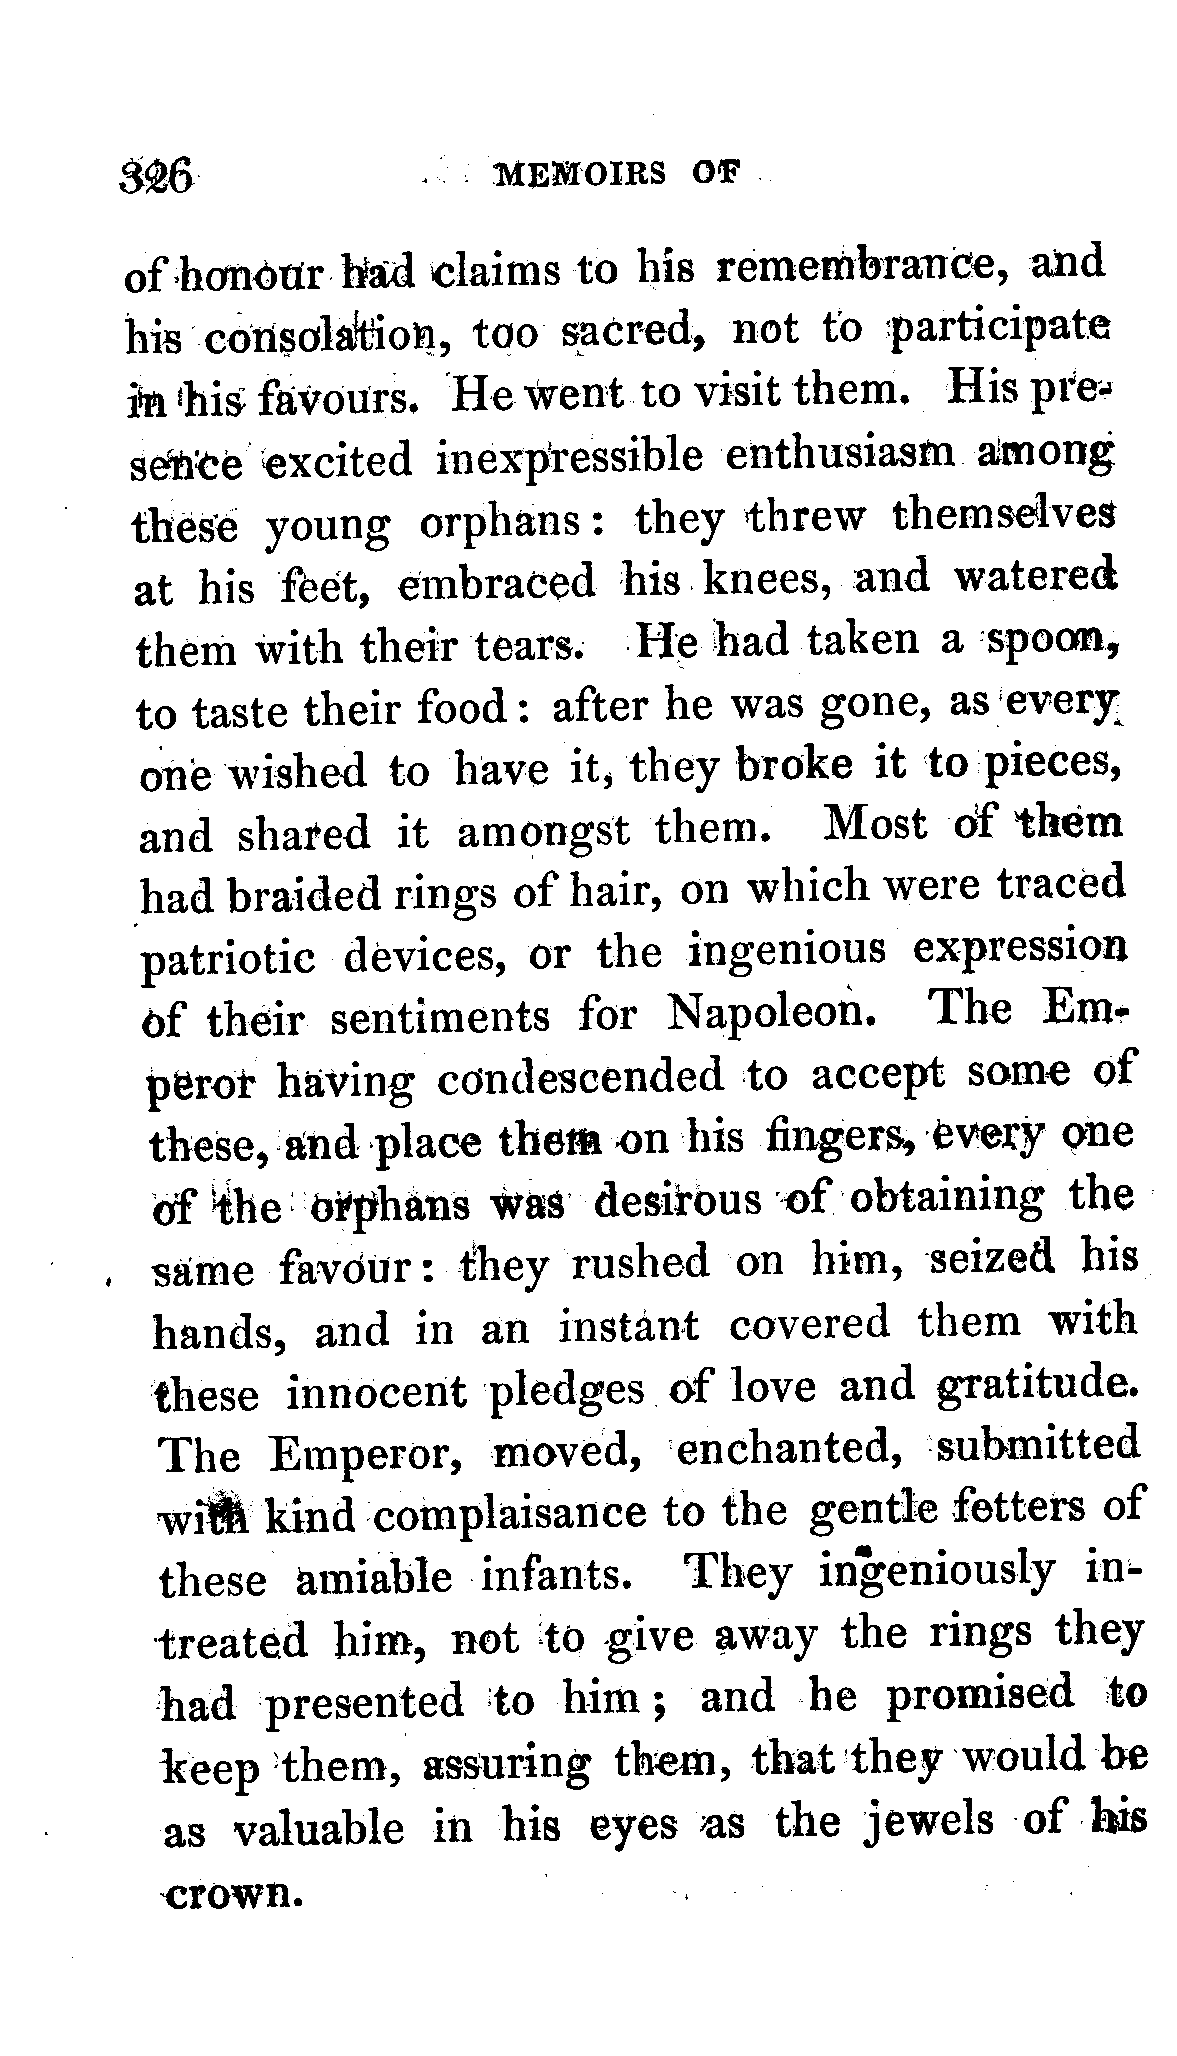 326 MEMOIRS OF
of honour had claims to his remembrance, and
his consolation, too sacred, not to participate
in his favours. He went to visit them. His pre-
sence excited inexpressible enthusiasm among
these young orphans: they threw themselves
at his feet, embraced his knees, and watered
them with their tears. He had taken a spoon,
to taste their food: after he was gone, as every
one wished to have it, they broke it to pieces,
and shared it amongst them. Most of them
had braided rings of hair, on which were traced
patriotic devices, or the ingenious expression
of their sentiments for Napoleon. The Em-
peror having condescended to accept some of
these, and place them on his fingers, every one
of the orphans was desirous of obtaining the
same favour: they rushed on him, seized his
hands, and in an instant covered them with
these innocent pledges of love and gratitude.
The Emperor, moved, enchanted, submitted
with kind complaisance to the gentle fetters of
these amiable infants. They ingeniously in-
treated him, not to give away the rings they
had presented to him; and he promised to
keep them, assuring them, that they would be
as valuable in his eyes as the jewels of his
crown.